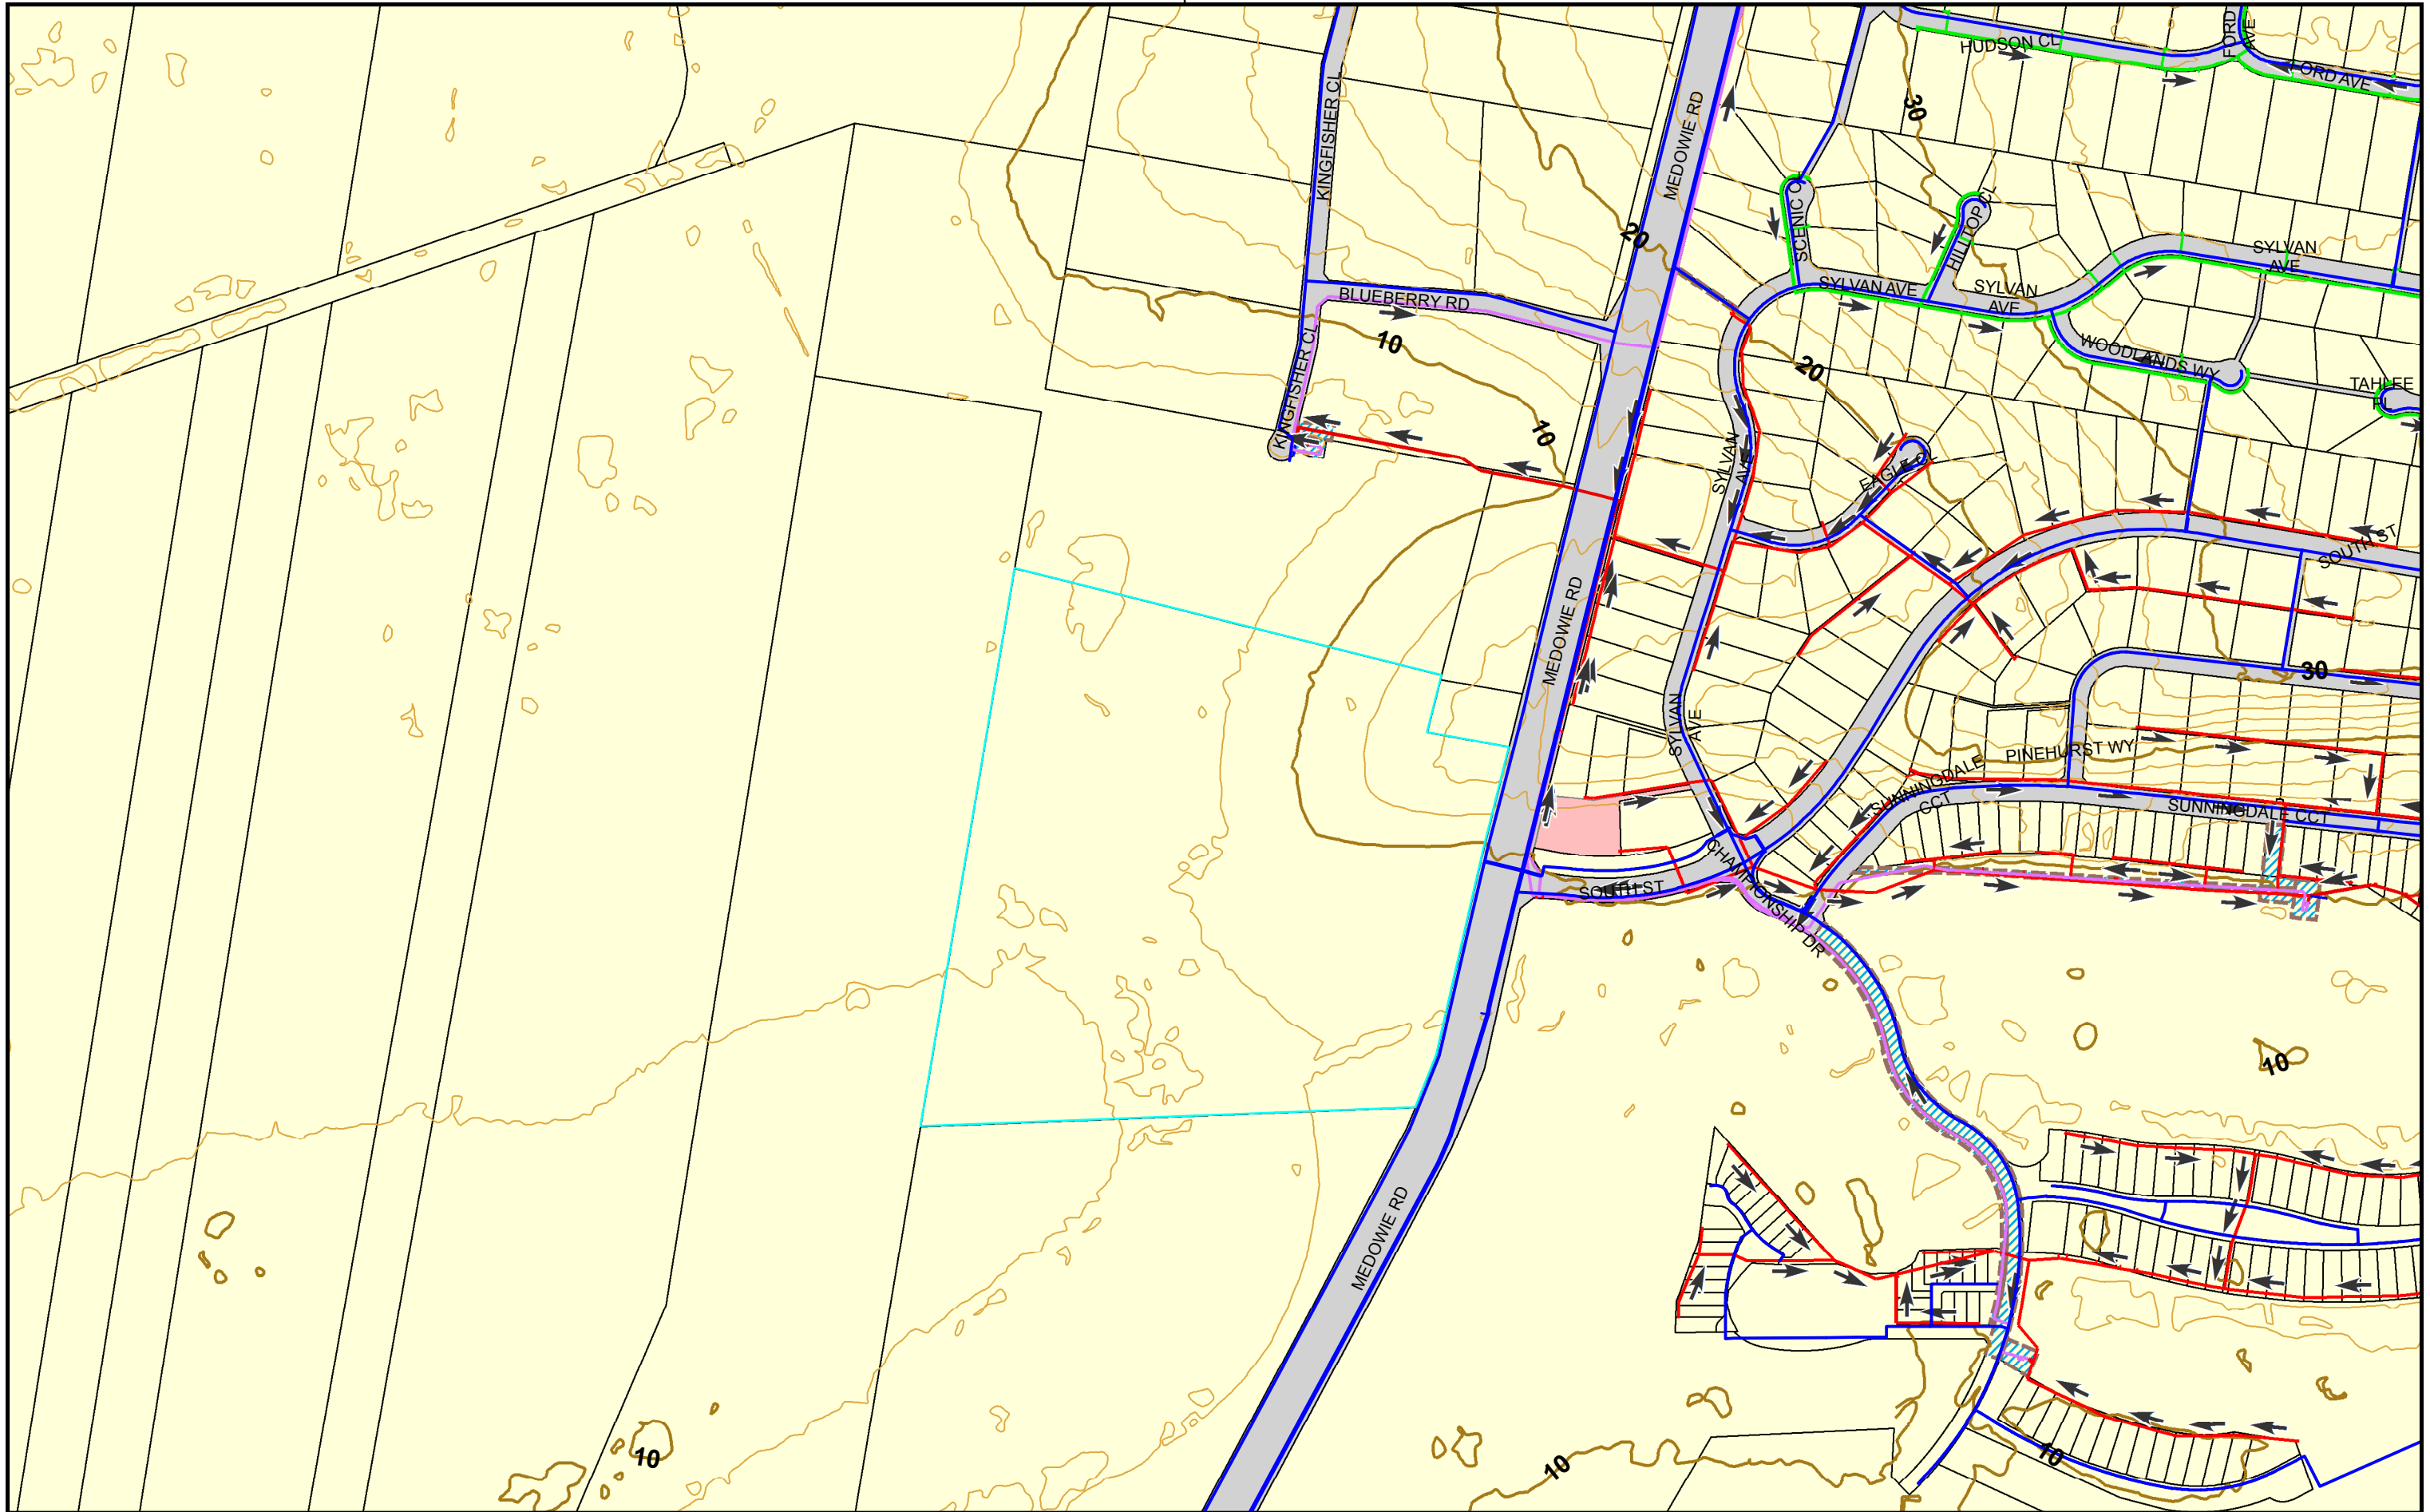 HUDSON CL
FORD
AVE
FORD AVE
30
KINGFISHER CL
MEDOWIE RD
SCENIC CL
HILLTOP CL
20
SYLVAN
AVE
BLUEBERRY RD
SYLVAN AVE
SYLVAN
AVE
10
KINGFISHER CL
20
WOODLANDS WY
TAHLEE
PL
10
SYLVAN
AVE
EAGLE CL
SOUTH ST
MEDOWIE RD
30
SYLVAN
AVE
PINEHURST WY
SUNNINGDALE
CCT
SUNNINGDALE CCT
CHAMPIONSHIP DR
SOUTH ST
10
MEDOWIE RD
10
10
10